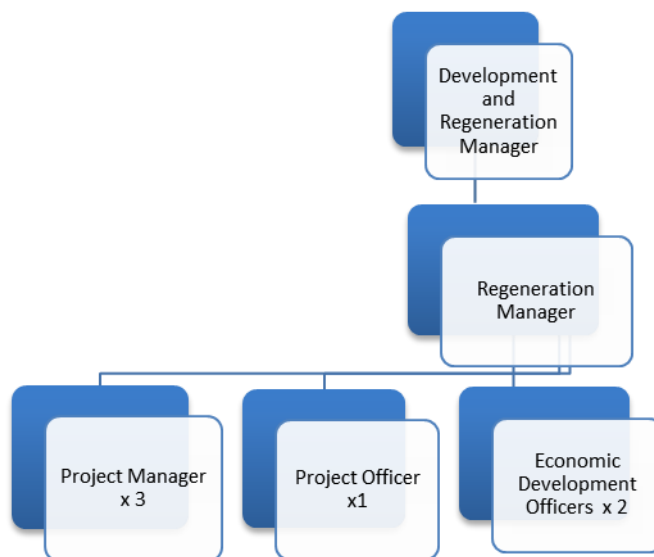 Development
and
Regeneration
Manager
Regeneration
Manager
Project Manager
x 3
Project Officer
x1
Economic
Development
Officers x 2